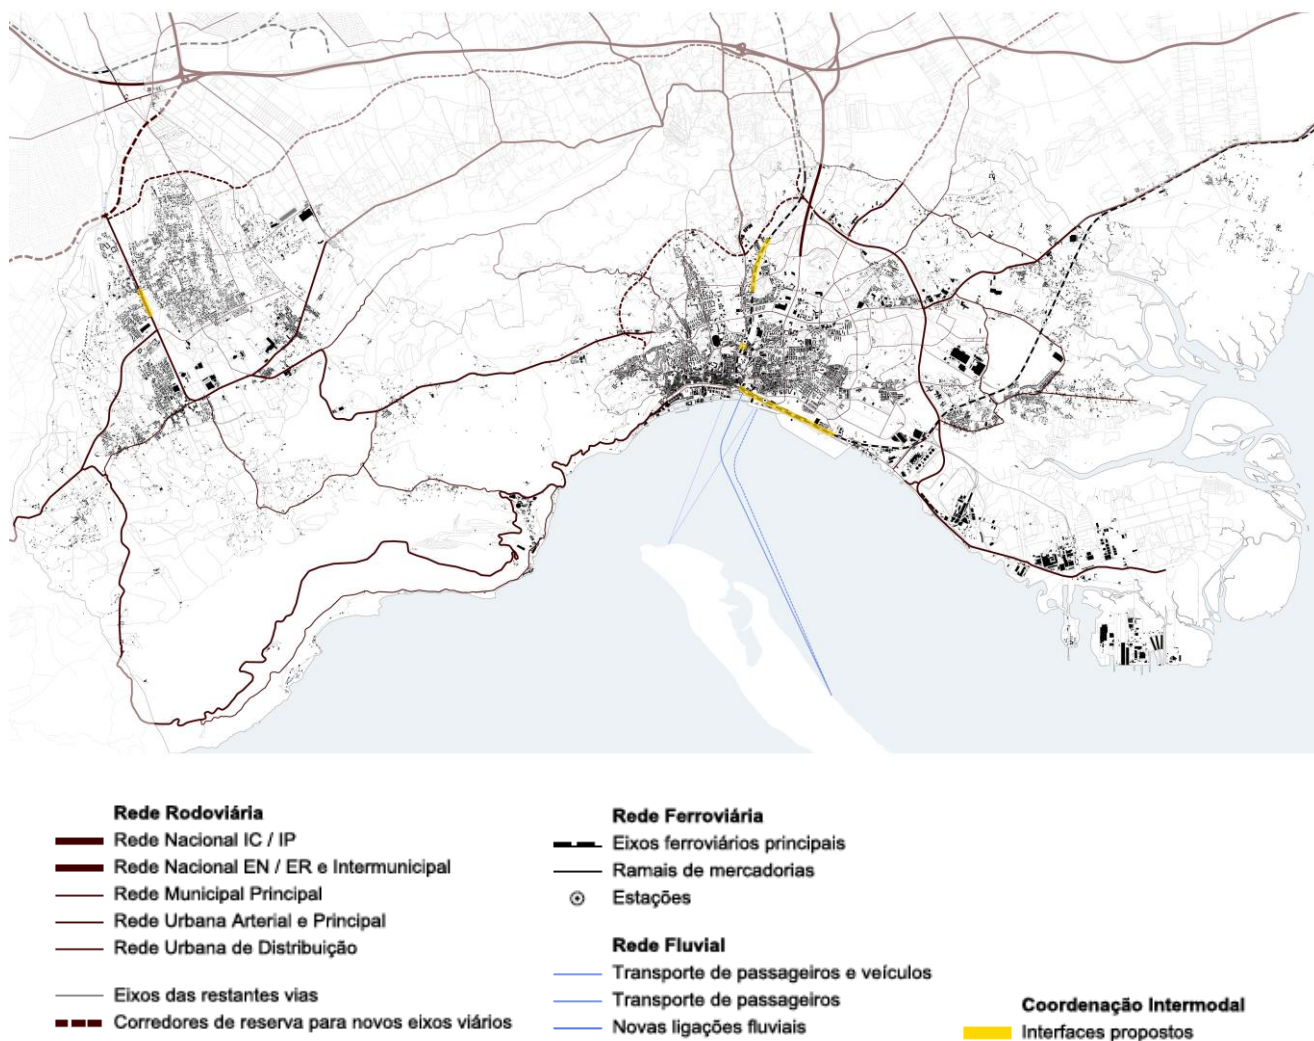 Rede Rodoviária
Rede Nacional IC / IP
Rede Nacional EN / ER e Intermunicipal
Rede Municipal Principal
Rede Urbana Arterial e Principal
Rede Urbana de Distribuição
Eixos das restantes vias
Corredores de reserva para novos eixos viários
Rede Ferroviária
Eixos ferroviários principais
Ramais de mercadorias
Estações
Rede Fluvial
Transporte de passageiros e veículos
Transporte de passageiros
Novas ligações fluviais
Coordenação Intermodal
Interfaces propostos